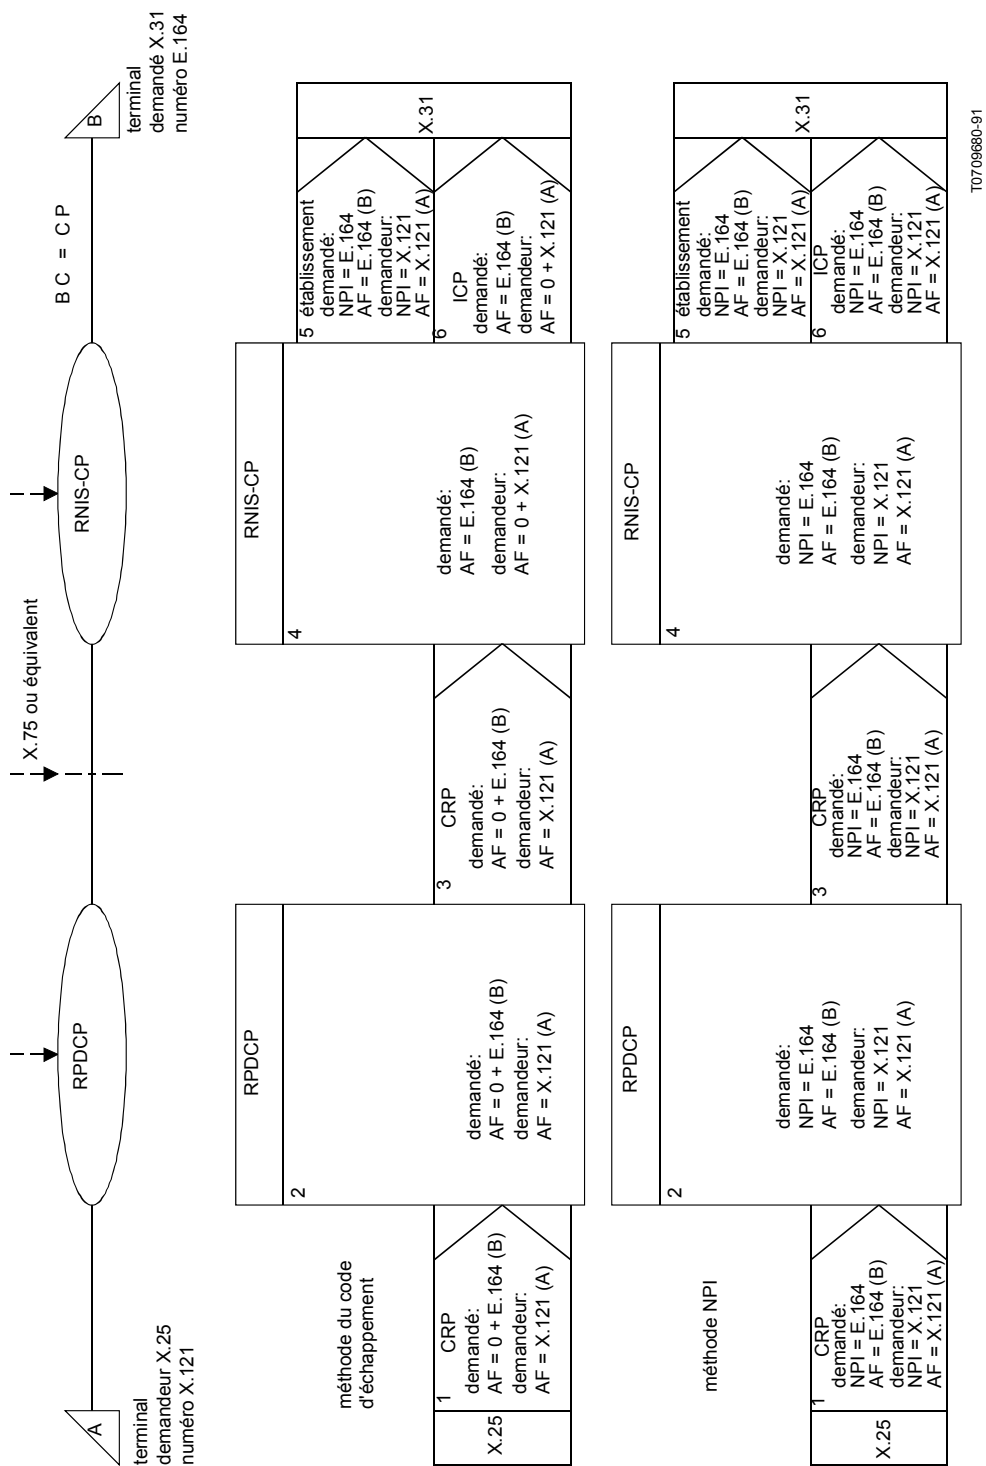 A
terminal
demandeur X.25
numéro X.121
RPDCP
X.75 ou équivalent
RNIS-CP
B C = C P
B
terminal
demandé X.31
numéro E.164
méthode du code
d'échappement
X.25
1
CRP
demandé:
AF = 0 + E.164 (B)
demandeur:
AF = X.121 (A)
RPDCP
2
demandé:
AF = 0 + E.164 (B)
demandeur:
AF = X.121 (A)
3
CRP
demandé:
AF = 0 + E.164 (B)
demandeur:
AF = X.121 (A)
RNIS-CP
4
demandé:
AF = E.164 (B)
demandeur:
AF = 0 + X.121 (A)
5 établissement
demandé:
NPI = E.164
AF = E.164 (B)
demandeur:
NPI = X.121
AF = X.121 (A)
6
ICP
demandé:
AF = E.164 (B)
demandeur:
AF = 0 + X.121 (A)
X.31
méthode NPI
X.25
1
CRP
demandé:
NPI = E.164
AF = E.164 (B)
demandeur:
NPI = X.121
AF = X.121 (A)
RPDCP
2
demandé:
NPI = E.164
AF = E.164 (B)
demandeur:
NPI = X.121
AF = X.121 (A)
3
CRP
demandé:
NPI = E.164
AF = E.164 (B)
demandeur:
NPI = X.121
AF = X.121 (A)
RNIS-CP
4
demandé:
NPI = E.164
AF = E.164 (B)
demandeur:
NPI = X.121
AF = X.121 (A)
5 établissement
demandé:
NPI = E.164
AF = E.164 (B)
demandeur:
NPI = X.121
AF = X.121 (A)
6
ICP
demandé:
NPI = E.164
AF = E.164 (B)
demandeur:
NPI = X.121
AF = X.121 (A)
X.31
T0709680-91